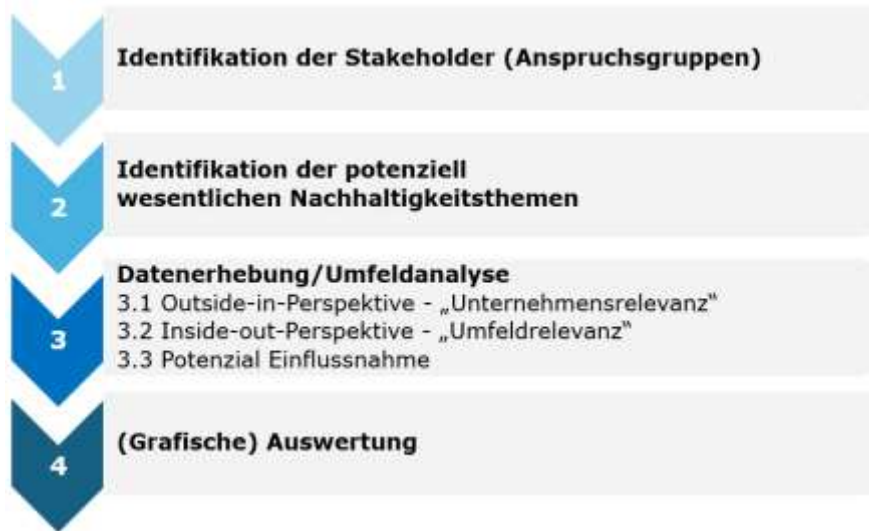 1
Identifikation der Stakeholder (Anspruchsgruppen)
2
Identifikation der potenziell
wesentlichen Nachhaltigkeitsthemen
3
Datenerhebung/Umfeldanalyse
3.1 Outside-in-Perspektive - „Unternehmensrelevanz“
3.2 Inside-out-Perspektive - „Umfeldrelevanz“
3.3 Potenzial Einflussnahme
4
(Grafische) Auswertung